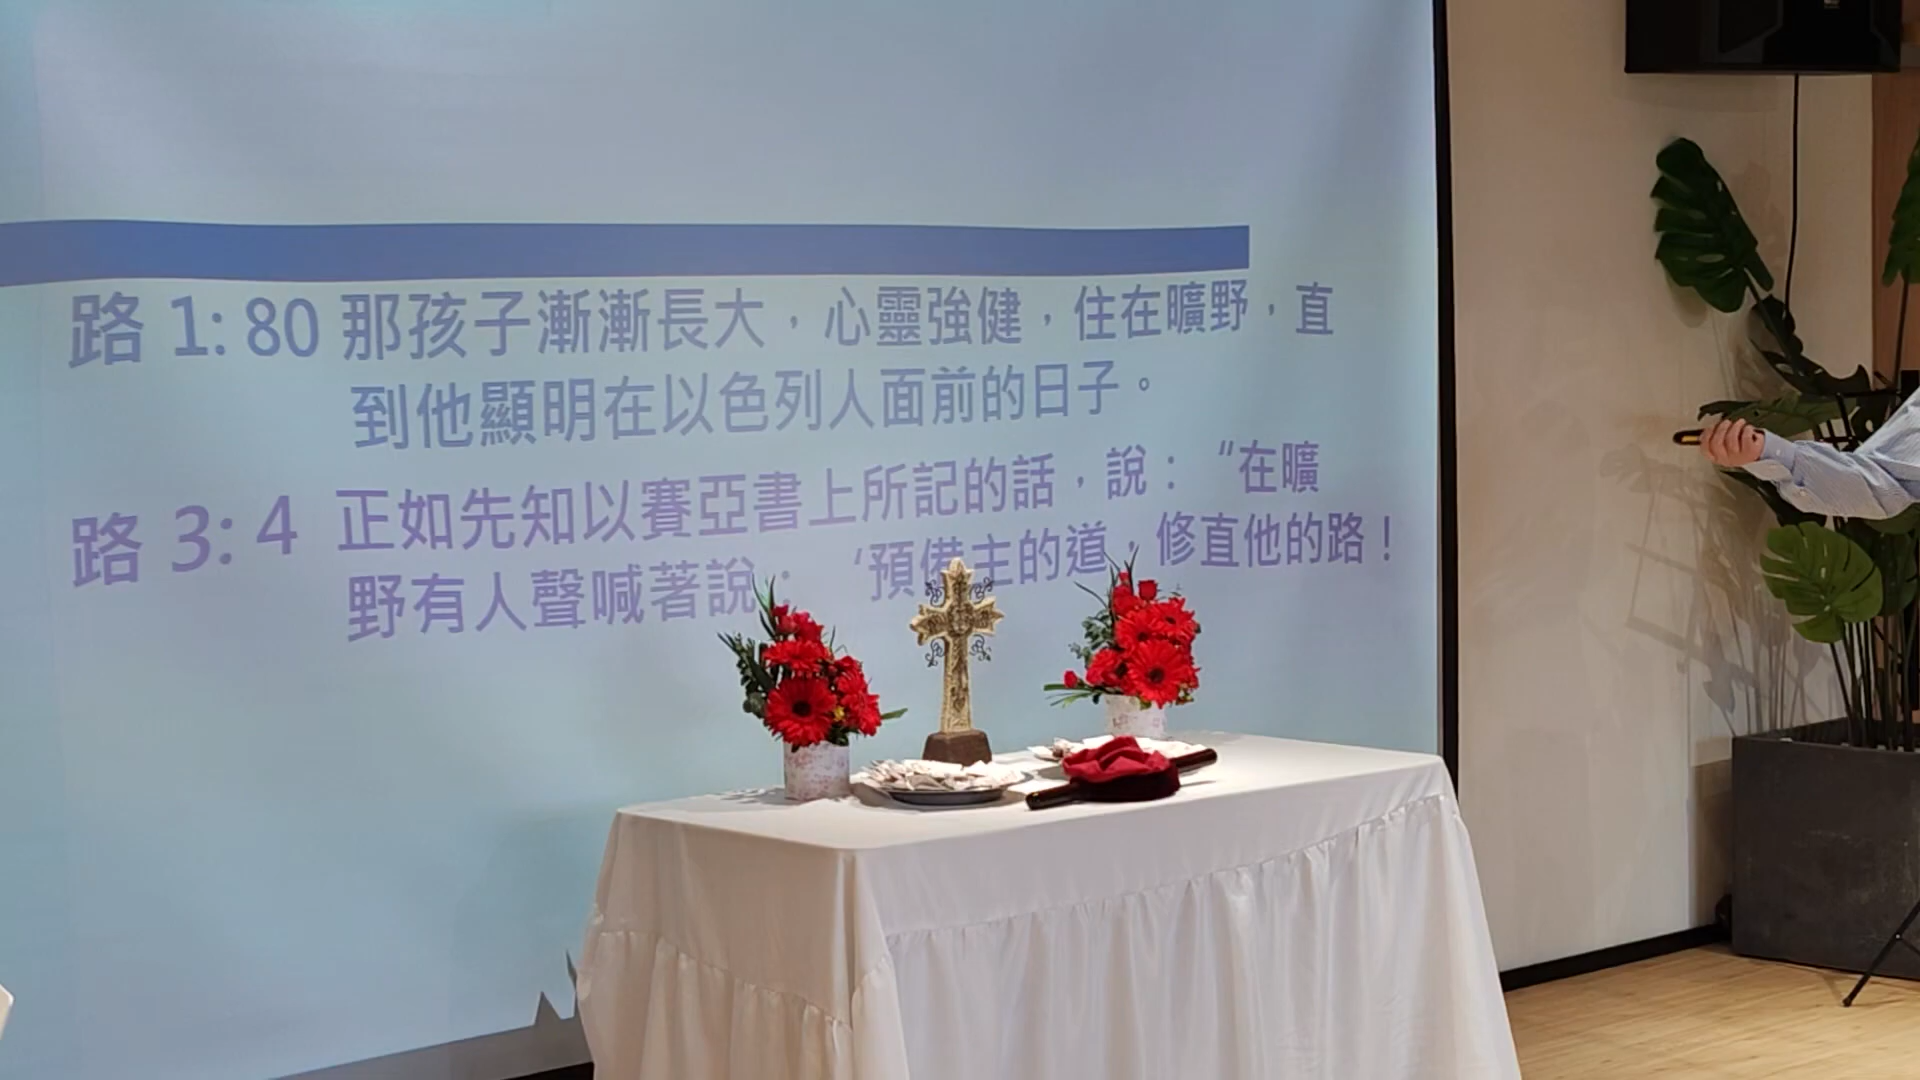 路 1: 80 那孩子漸漸長大，心靈強健，住在曠野，直
到他顯明在以色列人面前的日子。
路 3: 4 正如先知以賽亞書上所記的話，說：“在曠
野有人聲喊著說：‘預備主的道，修直他的路！